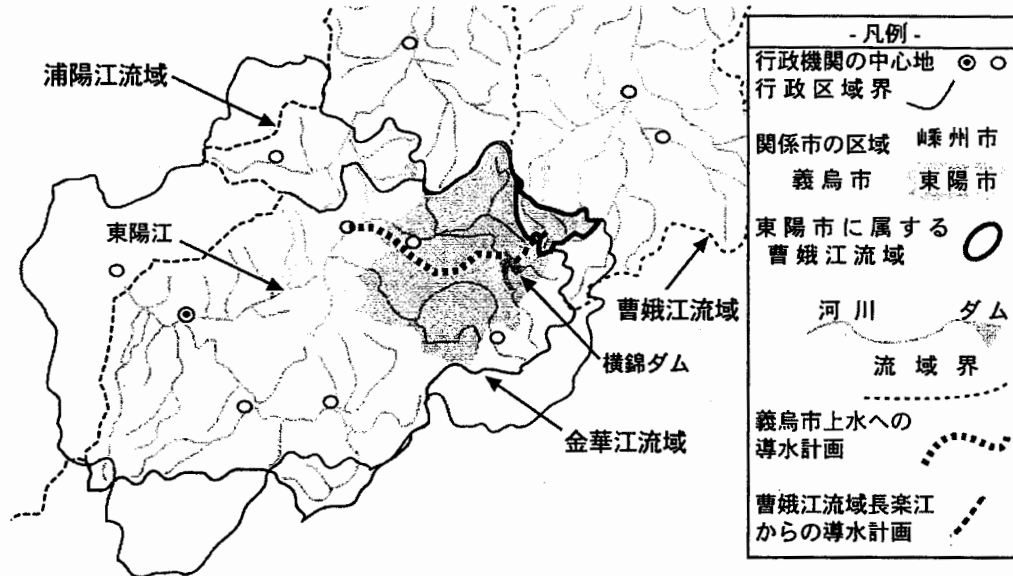 浦陽江流域
東陽江
曹娥江流域
横錦ダム
金華江流域
- 凡例 -
行政機関の中心地
行政区域界
関係市の区域 嵊州市
義烏市 東陽市
東陽市に属する
曹娥江流域
河川 ダム
流域界
義烏市上水への
導水計画
曹娥江流域長楽江
からの導水計画